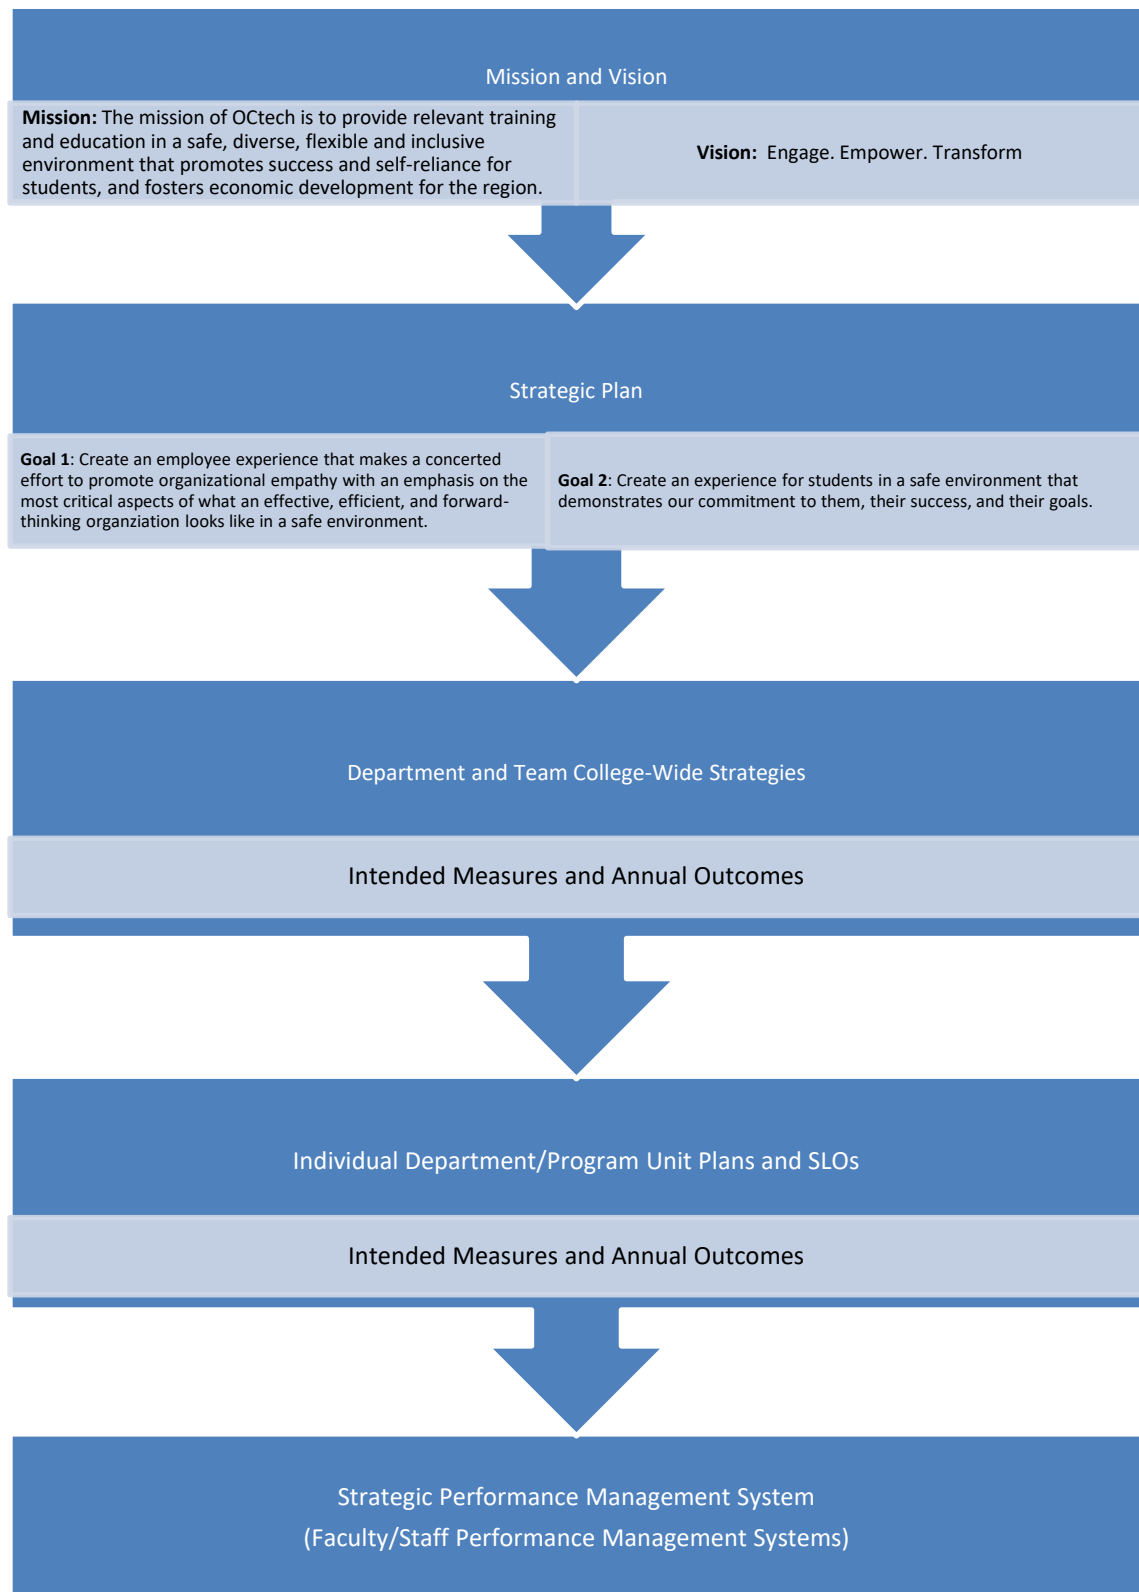 Mission and Vision
Mission: The mission of OCtech is to provide relevant training
and education in a safe, diverse, flexible and inclusive
environment that promotes success and self-reliance for
students, and fosters economic development for the region.
Vision:  Engage. Empower. Transform
Strategic Plan
Goal 1: Create an employee experience that makes a concerted
effort to promote organizational empathy with an emphasis on the
most critical aspects of what an effective, efficient, and forward-
thinking organziation looks like in a safe environment.
Goal 2: Create an experience for students in a safe environment that
demonstrates our commitment to them, their success, and their goals.
Department and Team College-Wide Strategies
Intended Measures and Annual Outcomes
Individual Department/Program Unit Plans and SLOs
Intended Measures and Annual Outcomes
Strategic Performance Management System
(Faculty/Staff Performance Management Systems)